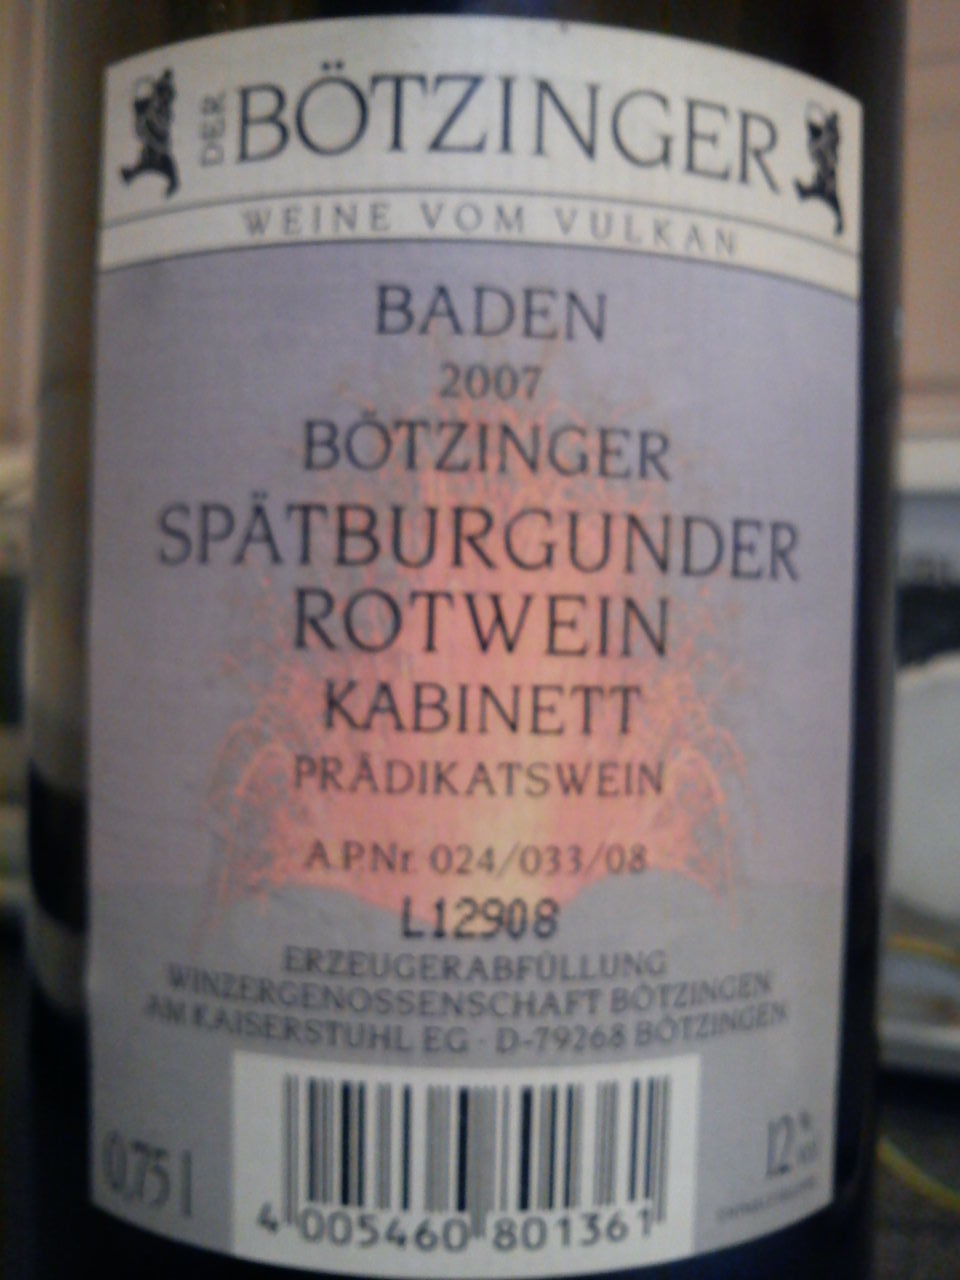 DER BÖTZINGER
WEINE VOM VULKAN
BADEN
2007
BÖTZINGER
SPÄTBURGUNDER
ROTWEIN
KABINETT
PRÄDIKATSWEIN
A.P.Nr. 024/033/08
L12908
ERZEUGERABFÜLLUNG
WINZERGENOSSENSCHAFT BÖTZINGEN
AM KAISERSTUHL EG · D-79268 BÖTZINGEN
0,75 l
12
4 005460 801361